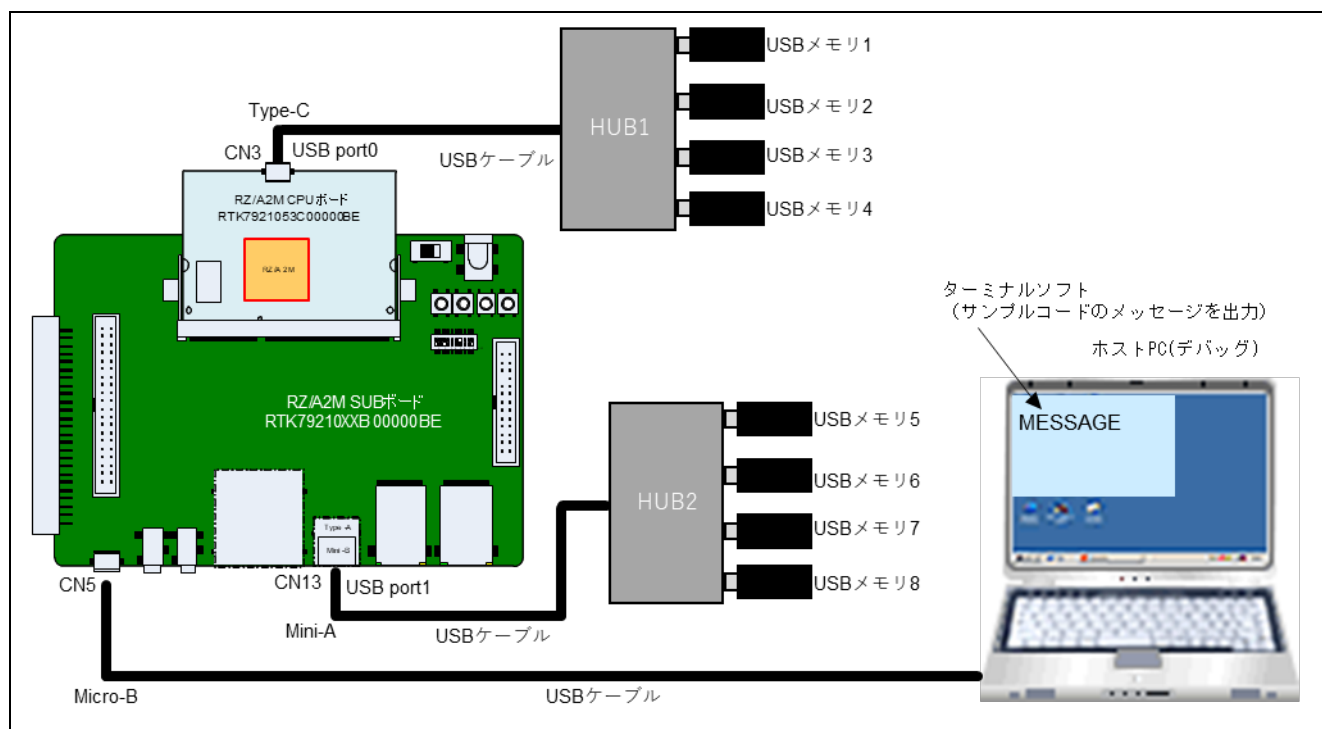 USBメモリ1
USBメモリ2
USBメモリ3
USBメモリ4
HUB1
Type-C
CN3
USB port0
USBケーブル
RZ/A2M CPUボード
RTK7921053C00000BE
RZ/A 2M
ターミナルソフト
(サンプルコードのメッセージを出力)
ホストPC(デバッグ)
MESSAGE
RZ/A2M SUBボード
RTK79210XXB00000BE
USBメモリ5
USBメモリ6
USBメモリ7
USBメモリ8
HUB2
Type -A
Mini -B
CN5
CN13
USB port1
Mini-A
USBケーブル
Micro-B
USBケーブル